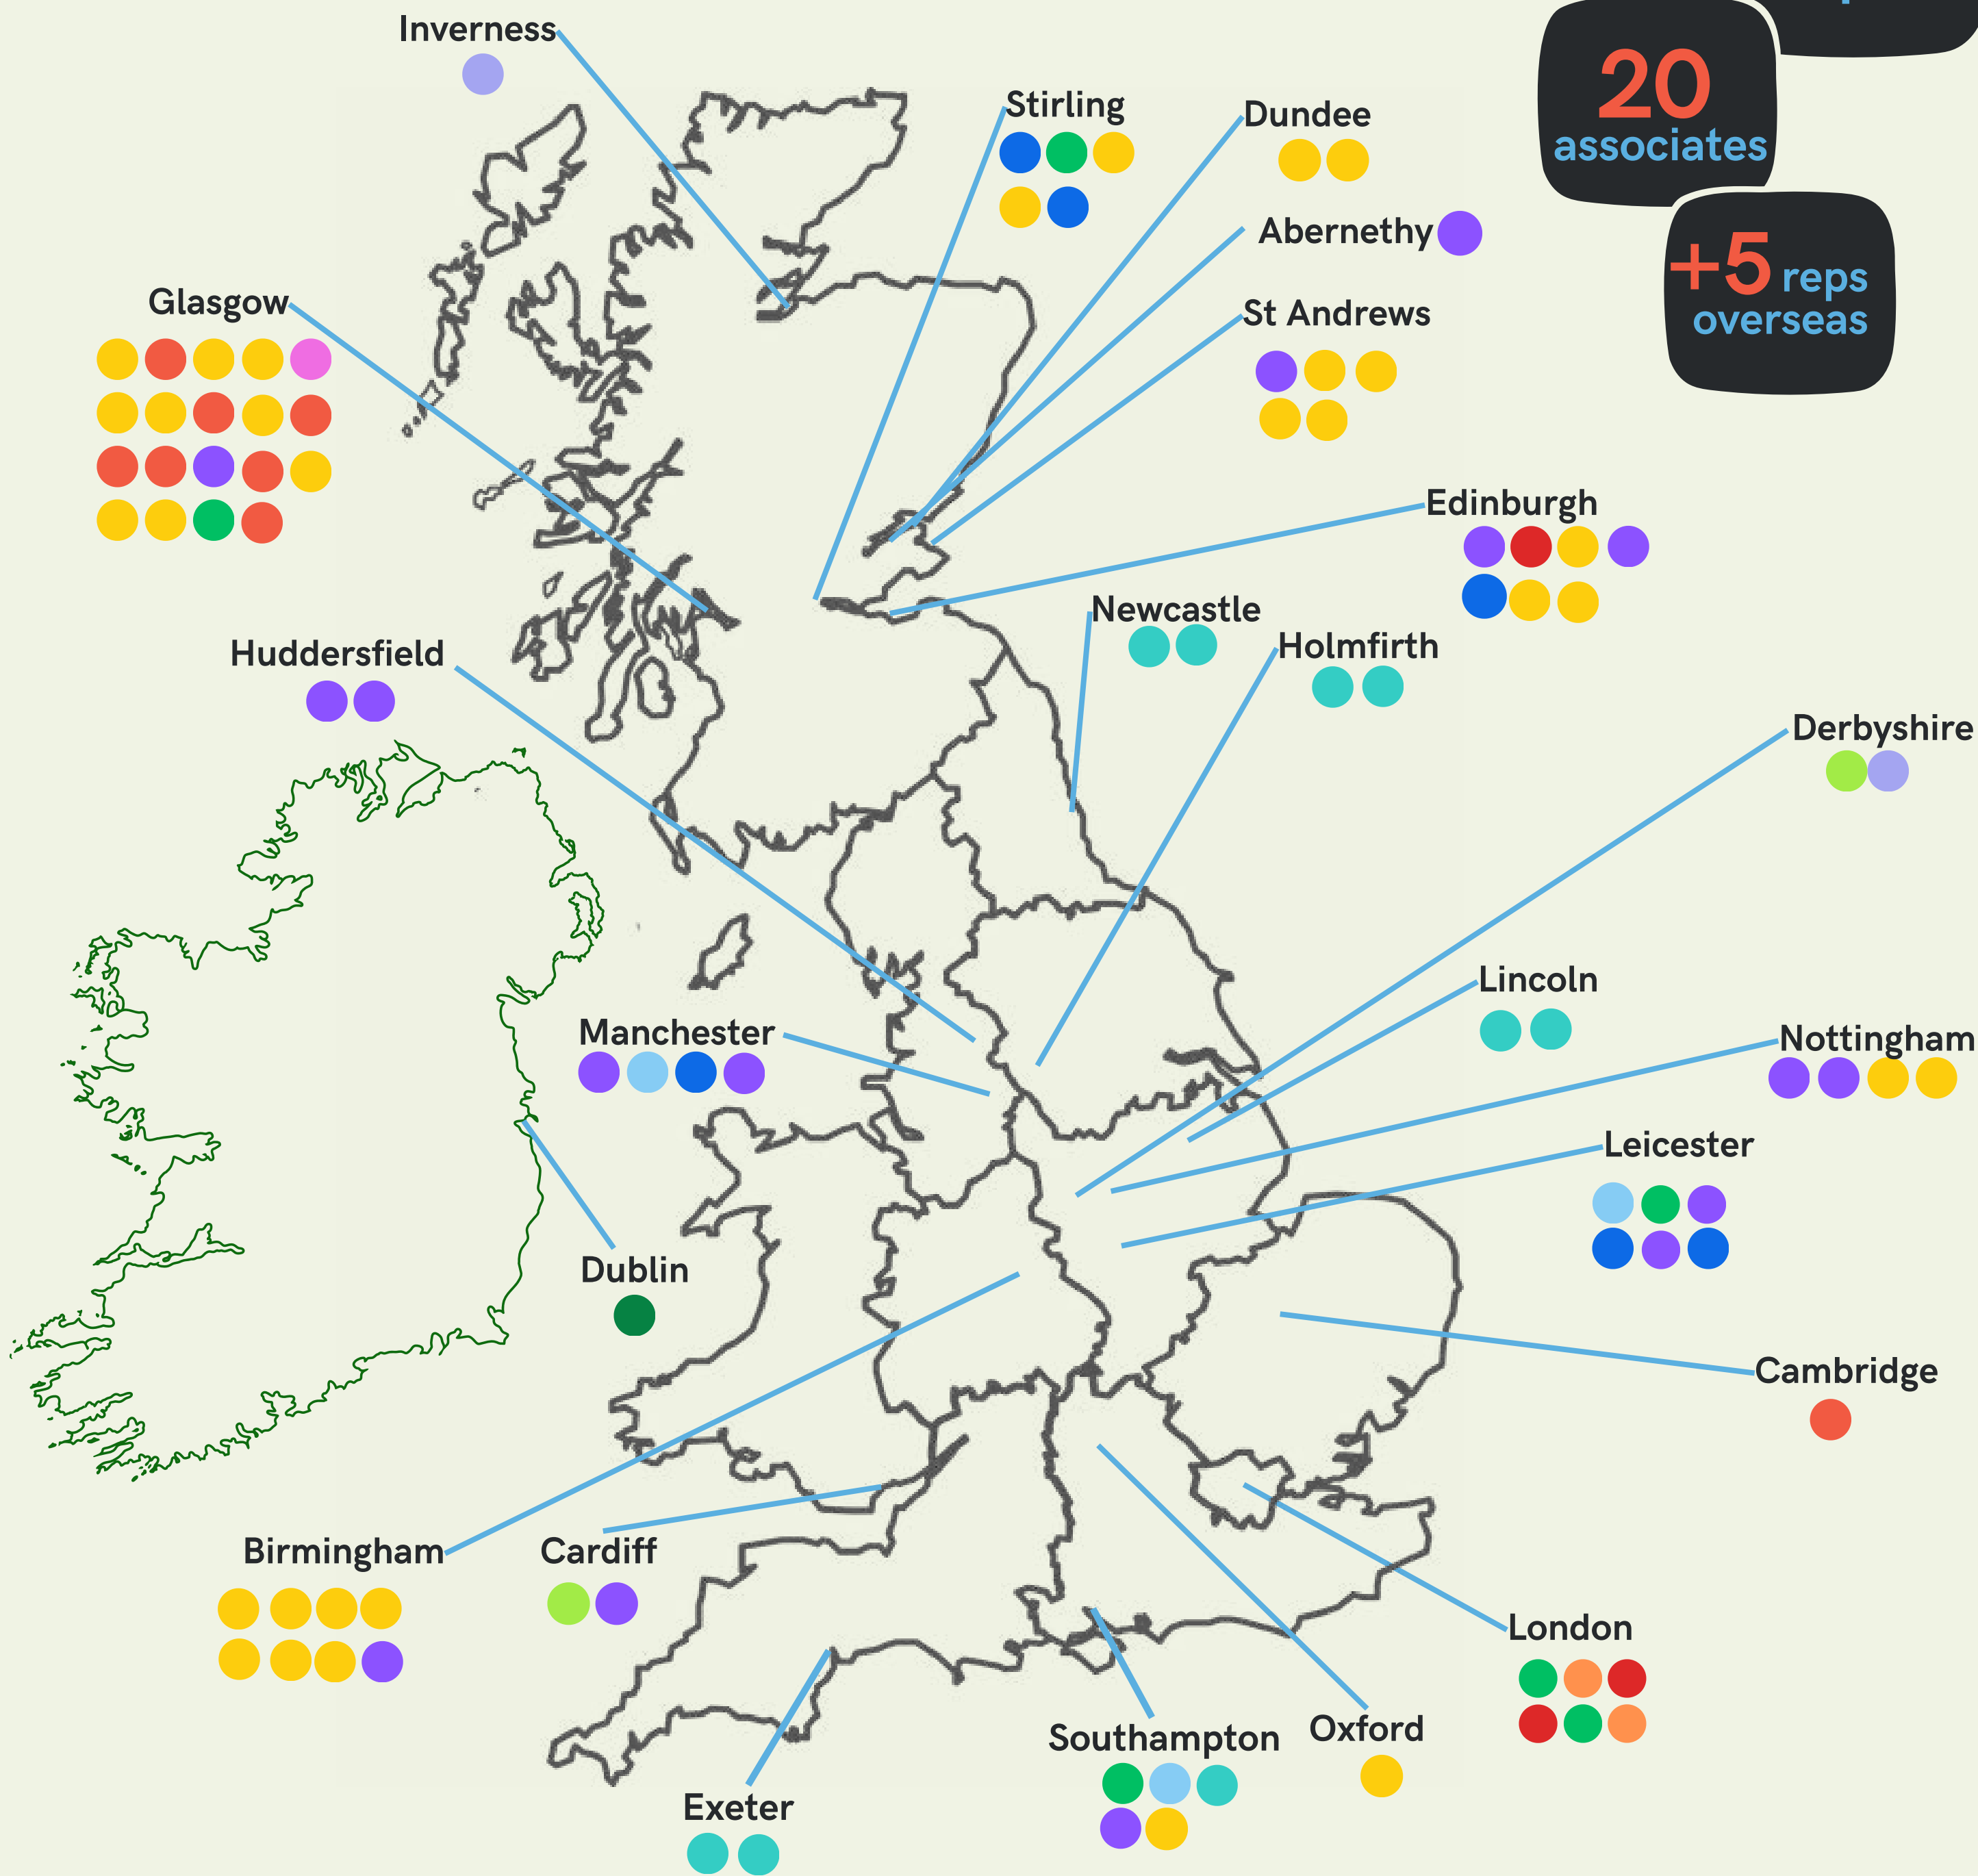 Inverness
Stirling
Dundee
20
associates
Abernethy
+5 reps
overseas
Glasgow
St Andrews
Edinburgh
Newcastle
Holmfirth
Huddersfield
Derbyshire
Lincoln
Manchester
Nottingham
Leicester
Dublin
Cambridge
Birmingham
Cardiff
London
Southampton
Oxford
Exeter